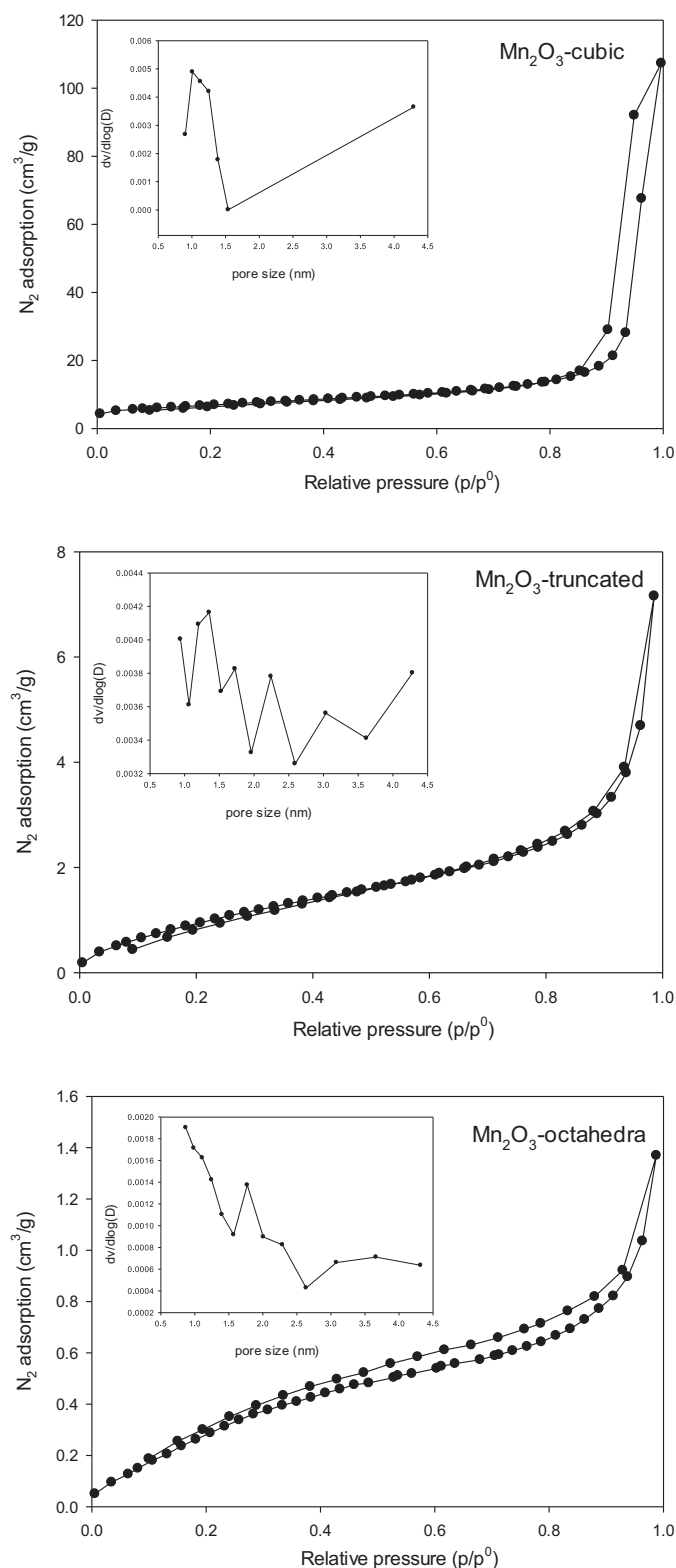 Mn₂O₃-cubic
N₂ adsorption (cm³/g)
120
100
80
60
40
20
0
0.0 0.2 0.4 0.6 0.8 1.0
Relative pressure (p/p⁰)
dv/dlog(D)
0.006
0.005
0.004
0.003
0.002
0.001
0.000
0.5 1.0 1.5 2.0 2.5 3.0 3.5 4.0 4.5
pore size (nm)
Mn₂O₃-truncated
N₂ adsorption (cm³/g)
8
6
4
2
0
0.0 0.2 0.4 0.6 0.8 1.0
Relative pressure (p/p⁰)
dv/dlog(D)
0.0044
0.0042
0.0040
0.0038
0.0036
0.0034
0.0032
0.5 1.0 1.5 2.0 2.5 3.0 3.5 4.0 4.5
pore size (nm)
Mn₂O₃-octahedra
N₂ adsorption (cm³/g)
1.6
1.4
1.2
1.0
0.8
0.6
0.4
0.2
0.0
0.0 0.2 0.4 0.6 0.8 1.0
Relative pressure (p/p⁰)
dv/dlog(D)
0.0020
0.0018
0.0016
0.0014
0.0012
0.0010
0.0008
0.0006
0.0004
0.0002
0.5 1.0 1.5 2.0 2.5 3.0 3.5 4.0 4.5
pore size (nm)